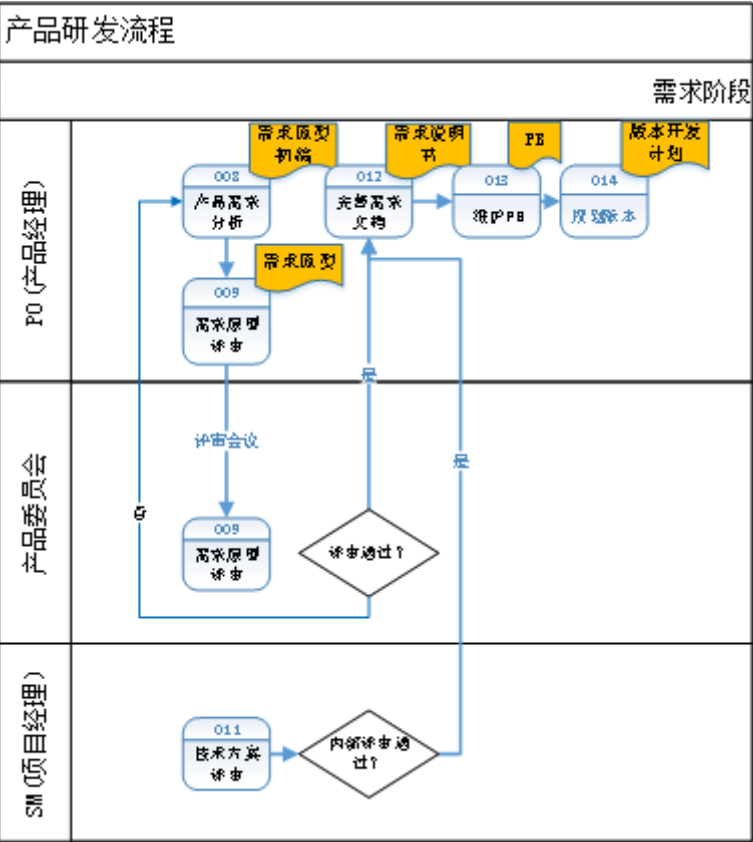 产品研发流程
需求阶段
PO(产品经理)
需求原型
初稿
008
产品需求
分析
需求说明
书
012
完善需求
文档
PB
013
维护PB
版本开发
计划
014
规划版本
需求原型
009
需求原型
评审
是
产品委员会
评审会议
是
否
009
需求原型
评审
评审通过?
SM(项目经理)
011
技术方案
评审
内部评审通
过?